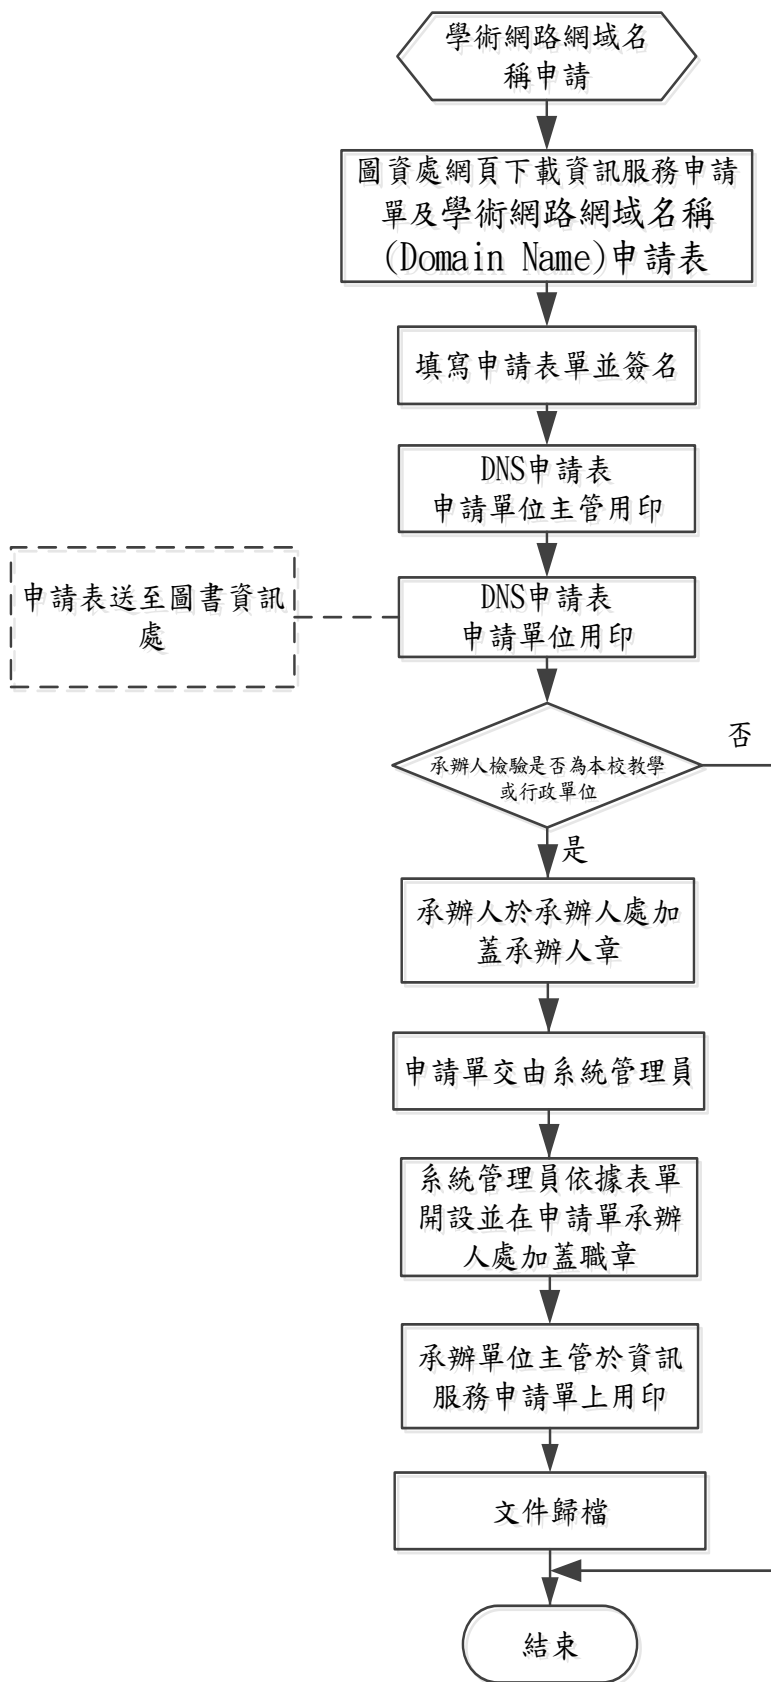 學術網路網域名
稱申請
圖資處網頁下載資訊服務申請
單及學術網路網域名稱
(Domain Name)申請表
填寫申請表單並簽名
DNS申請表
申請單位主管用印
申請表送至圖書資訊
處
DNS申請表
申請單位用印
否
承辦人檢驗是否為本校教學
或行政單位
是
承辦人於承辦人處加
蓋承辦人章
申請單交由系統管理員
系統管理員依據表單
開設並在申請單承辦
人處加蓋職章
承辦單位主管於資訊
服務申請單上用印
文件歸檔
結束